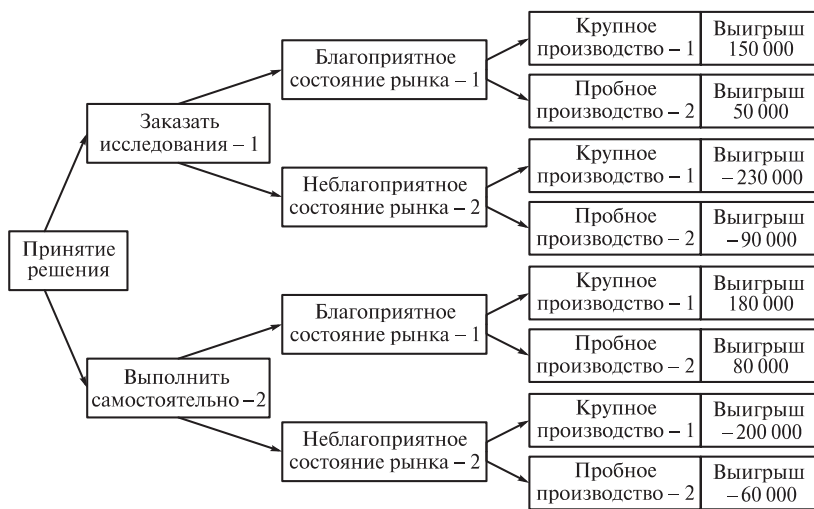 Крупное
производство – 1
Выигрыш
150 000
Благоприятное
состояние рынка – 1
Пробное
производство – 2
Выигрыш
50 000
Заказать
исследования – 1
Крупное
производство – 1
Выигрыш
–230 000
Неблагоприятное
состояние рынка – 2
Пробное
производство – 2
Выигрыш
–90 000
Принятие
решения
Крупное
производство – 1
Выигрыш
180 000
Благоприятное
состояние рынка – 1
Пробное
производство – 2
Выигрыш
80 000
Выполнить
самостоятельно –2
Крупное
производство – 1
Выигрыш
–200 000
Неблагоприятное
состояние рынка – 2
Пробное
производство – 2
Выигрыш
–60 000